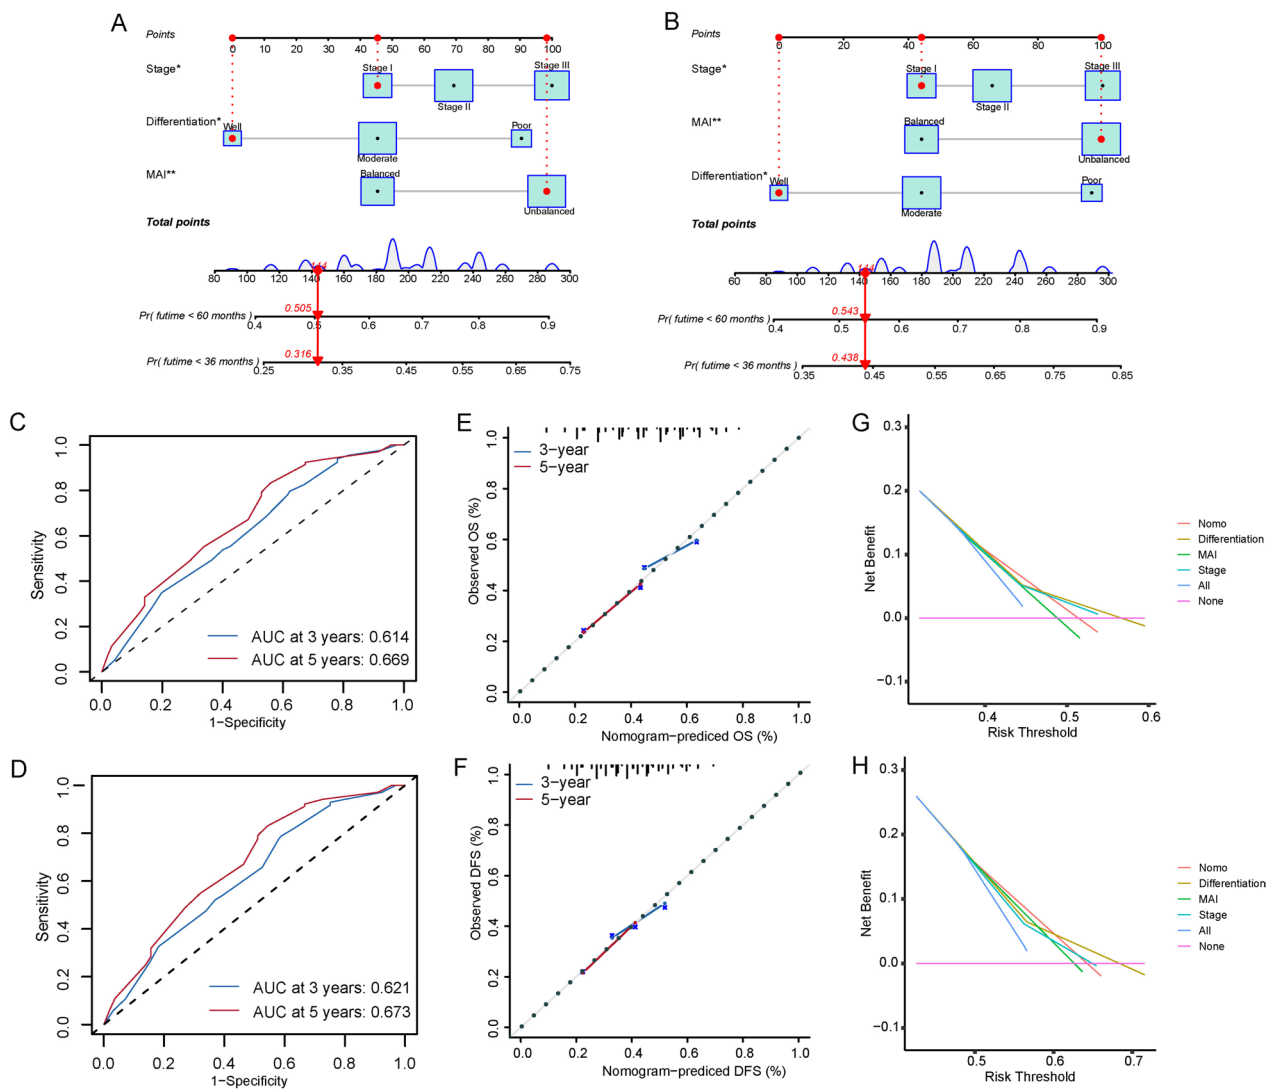 A
Points
0 10 20 30 40 50 60 70 80 90 100
Stage*
Stage I
Stage II
Stage III
Differentiation*
Well
Moderate
Poor
MAI**
Balanced
Unbalanced
Total points
80 100 120 140 160 180 200 220 240 260 280 300
144
Pr( futime < 60 months)
0.505
0.4 0.5 0.6 0.7 0.8 0.9
Pr( futime < 36 months )
0.316
0.25 0.35 0.45 0.55 0.65 0.75
B
Points
0 20 40 60 80 100
Stage*
Stage I
Stage II
Stage III
MAI**
Balanced
Unbalanced
Differentiation*
Well
Moderate
Poor
Total points
60 80 100 120 140 160 180 200 220 240 260 280 300
144
Pr( futime < 60 months)
0.543
0.4 0.5 0.6 0.7 0.8 0.9
Pr( futime < 36 months )
0.438
0.35 0.45 0.55 0.65 0.75 0.85
C
Sensitivity
0.0 0.2 0.4 0.6 0.8 1.0
AUC at 3 years: 0.614
AUC at 5 years: 0.669
0.0 0.2 0.4 0.6 0.8 1.0
1−Specificity
E
3−year
5−year
Observed OS (%)
0.0 0.2 0.4 0.6 0.8 1.0
0.0 0.2 0.4 0.6 0.8 1.0
Nomogram−prediced OS (%)
G
Net Benefit
0.3
0.1
0.0
−0.1
0.4 0.5 0.6
Risk Threshold
Nomo
Differentiation
MAI
Stage
All
None
D
Sensitivity
0.0 0.2 0.4 0.6 0.8 1.0
AUC at 3 years: 0.621
AUC at 5 years: 0.673
0.0 0.2 0.4 0.6 0.8 1.0
1−Specificity
F
3−year
5−year
Observed DFS (%)
0.0 0.2 0.4 0.6 0.8 1.0
0.0 0.2 0.4 0.6 0.8 1.0
Nomogram−prediced DFS (%)
H
Net Benefit
0.3
0.2
0.1
0.0
−0.1
0.5 0.6 0.7
Risk Threshold
Nomo
Differentiation
MAI
Stage
All
None